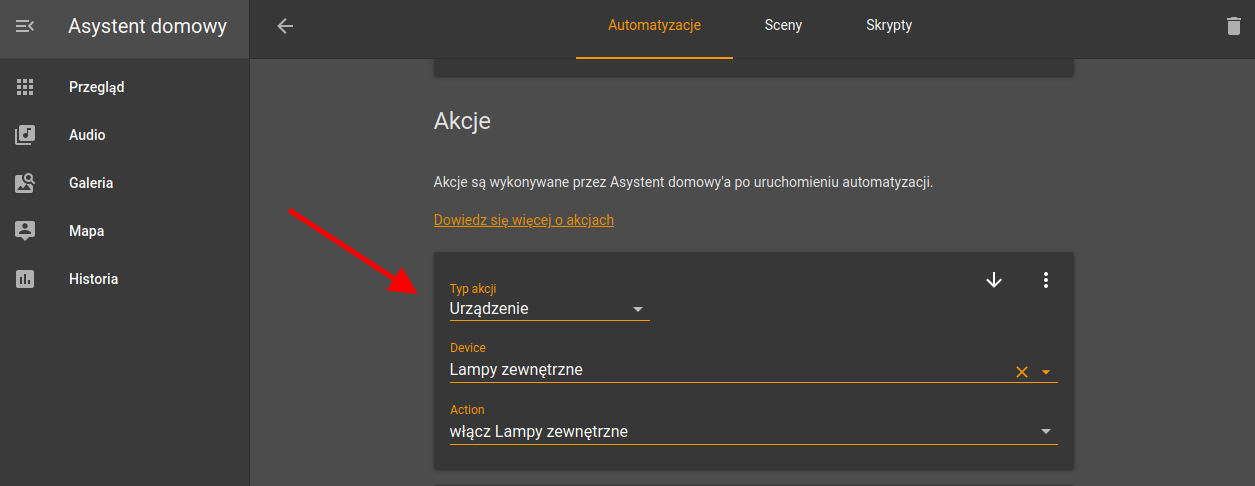 Asystent domowy
Automatyzacje
Sceny
Skrypty
Przegląd
Audio
Galeria
Mapa
Historia
Akcje
Akcje są wykonywane przez Asystent domowy'a po uruchomieniu automatyzacji.
Dowiedz się więcej o akcjach
Typ akcji
Urządzenie
Device
Lampy zewnętrzne
Action
włącz Lampy zewnętrzne